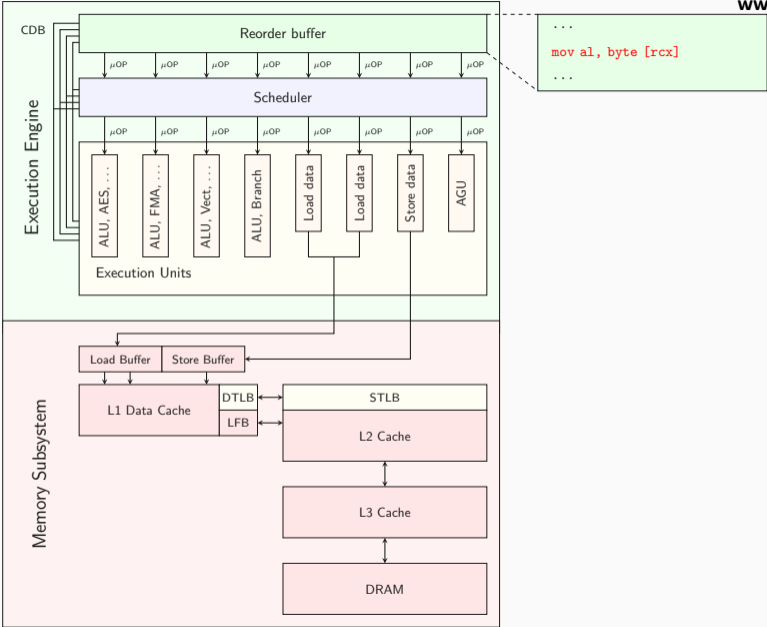 ww
CDB
Reorder buffer
...
mov al, byte [rcx]
...
μOP μOP μOP μOP μOP μOP μOP μOP
Scheduler
μOP μOP μOP μOP μOP μOP μOP μOP
Execution Engine
ALU, AES, ...
ALU, FMA, ...
ALU, Vect, ...
ALU, Branch
Load data
Load data
Store data
AGU
Execution Units
Memory Subsystem
Load Buffer
Store Buffer
L1 Data Cache
DTLB
LFB
STLB
L2 Cache
L3 Cache
DRAM